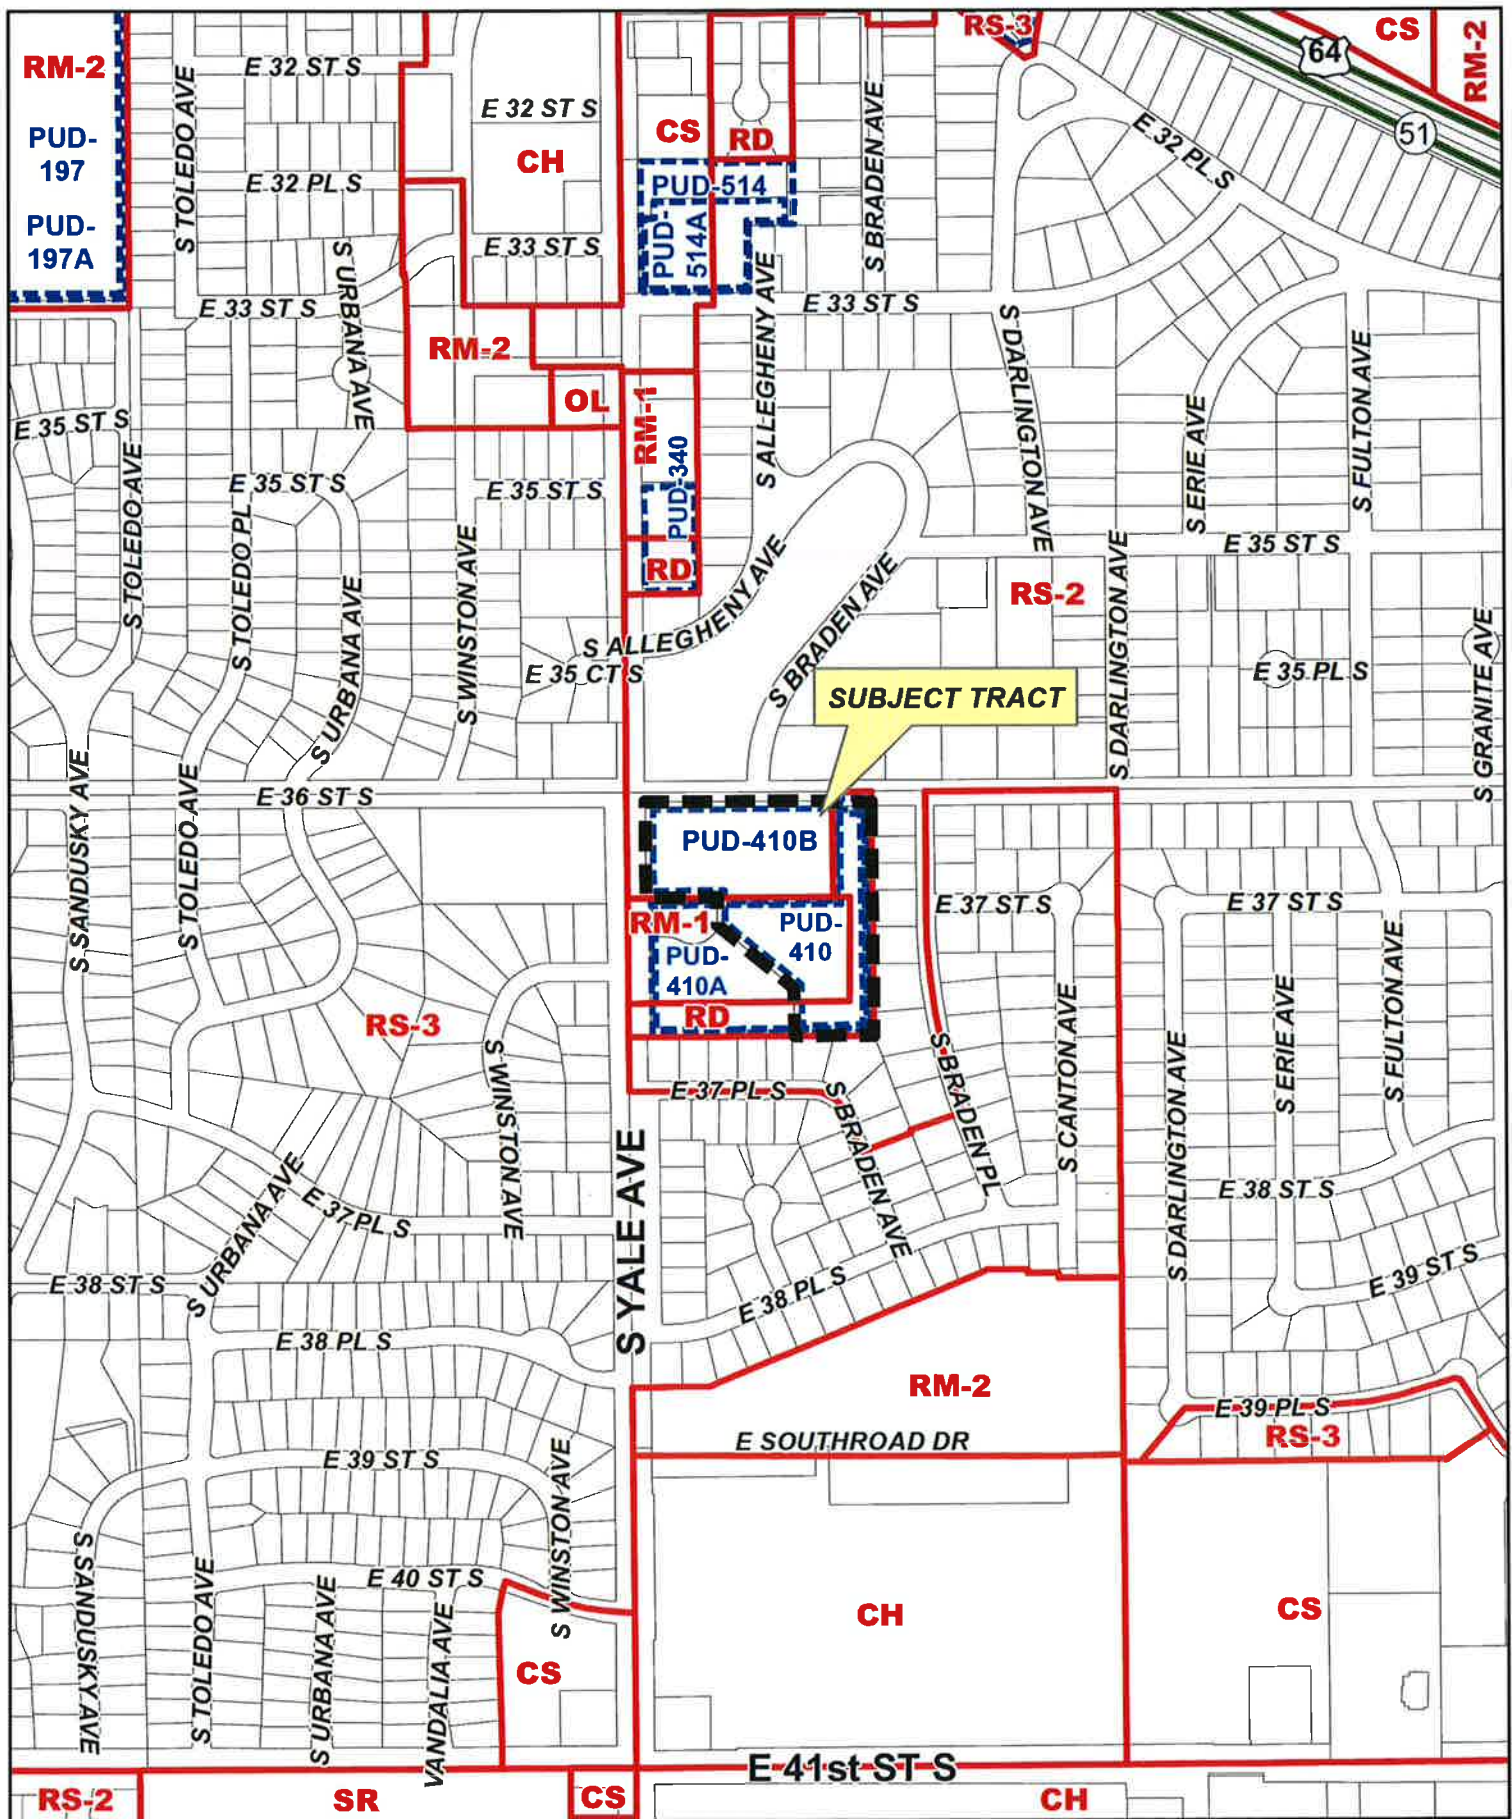 RS-3
CS
RM-2
64
51
RM-2
PUD-
197
PUD-
197A
S TOLEDO AVE
E 32 ST S
E 32 ST S
CH
CS
RD
S BRADEN AVE
E 32 PL S
E 32 PL S
PUD-514
PUD-
514A
S URBANA AVE
E 33 ST S
E 33 ST S
E 33 ST S
S ALLEGHENY AVE
S DARLINGTON AVE
S FULTON AVE
RM-2
OL
RM-1
PUD-340
RD
S ERIE AVE
E 35 ST S
S TOLEDO AVE
E 35 ST S
S TOLEDO PL
E 35 ST S
S WINSTON AVE
S URBANA AVE
E 35 ST S
RS-2
S ALLEGHENY AVE
E 35 CT S
S BRADEN AVE
S DARLINGTON AVE
E 35 PL S
S GRANITE AVE
SUBJECT TRACT
S SANDUSKY AVE
S TOLEDO AVE
E 36 ST S
PUD-410B
RM-1
PUD-
410
PUD-
410A
RD
E 37 ST S
E 37 ST S
RS-3
S WINSTON AVE
S BRADEN PL
S CANTON AVE
S DARLINGTON AVE
S ERIE AVE
S FULTON AVE
E 37 PL S
S BRADEN AVE
S YALE AVE
S URBANA AVE
E 37 PL S
E 38 ST S
E 38 ST S
E 39 ST S
E 38 PL S
E 38 PL S
RM-2
E 39 PL S
RS-3
E SOUTHROAD DR
E 39 ST S
S WINSTON AVE
S SANDUSKY AVE
S TOLEDO AVE
S URBANA AVE
VANDALIA AVE
E 40 ST S
CS
CH
CS
E 41st ST S
RS-2
SR
CS
CH